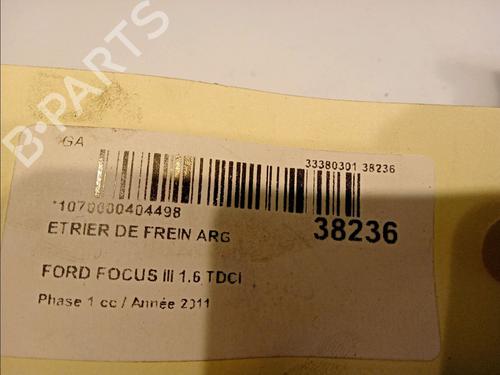 B·PARTS
GA
33380301 38236
*1070000404498
ETRIER DE FREIN ARG
38236
FORD FOCUS III 1.6 TDCI
Phase 1 cc / Année 2011